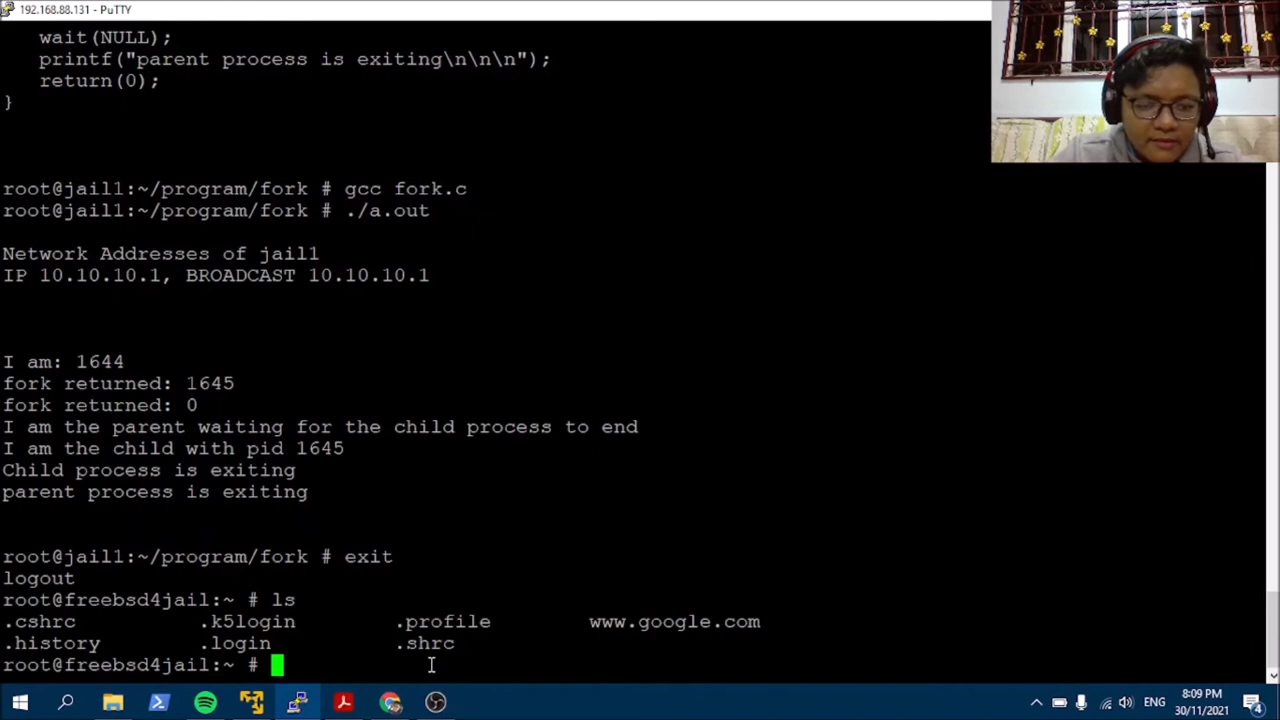 192.168.88.131 - PuTTY
wait(NULL);
printf("parent process is exiting\n\n\n");
return(0);
}
root@jail1:~/program/fork # gcc fork.c
root@jail1:~/program/fork # ./a.out
Network Addresses of jail1
IP 10.10.10.1, BROADCAST 10.10.10.1
I am: 1644
fork returned: 1645
fork returned: 0
I am the parent waiting for the child process to end
I am the child with pid 1645
Child process is exiting
parent process is exiting
root@jail1:~/program/fork # exit
logout
root@freebsd4jail:~ # ls
.cshrc .k5login .profile www.google.com
.history .login .shrc
root@freebsd4jail:~ #
ENG
8:09 PM
30/11/2021
4